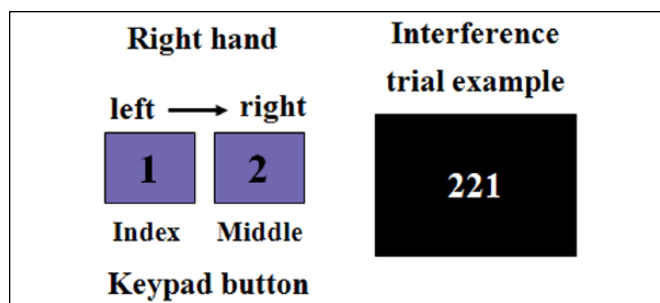 Right hand
left → right
1 2
Index Middle
Keypad button
Interference
trial example
221